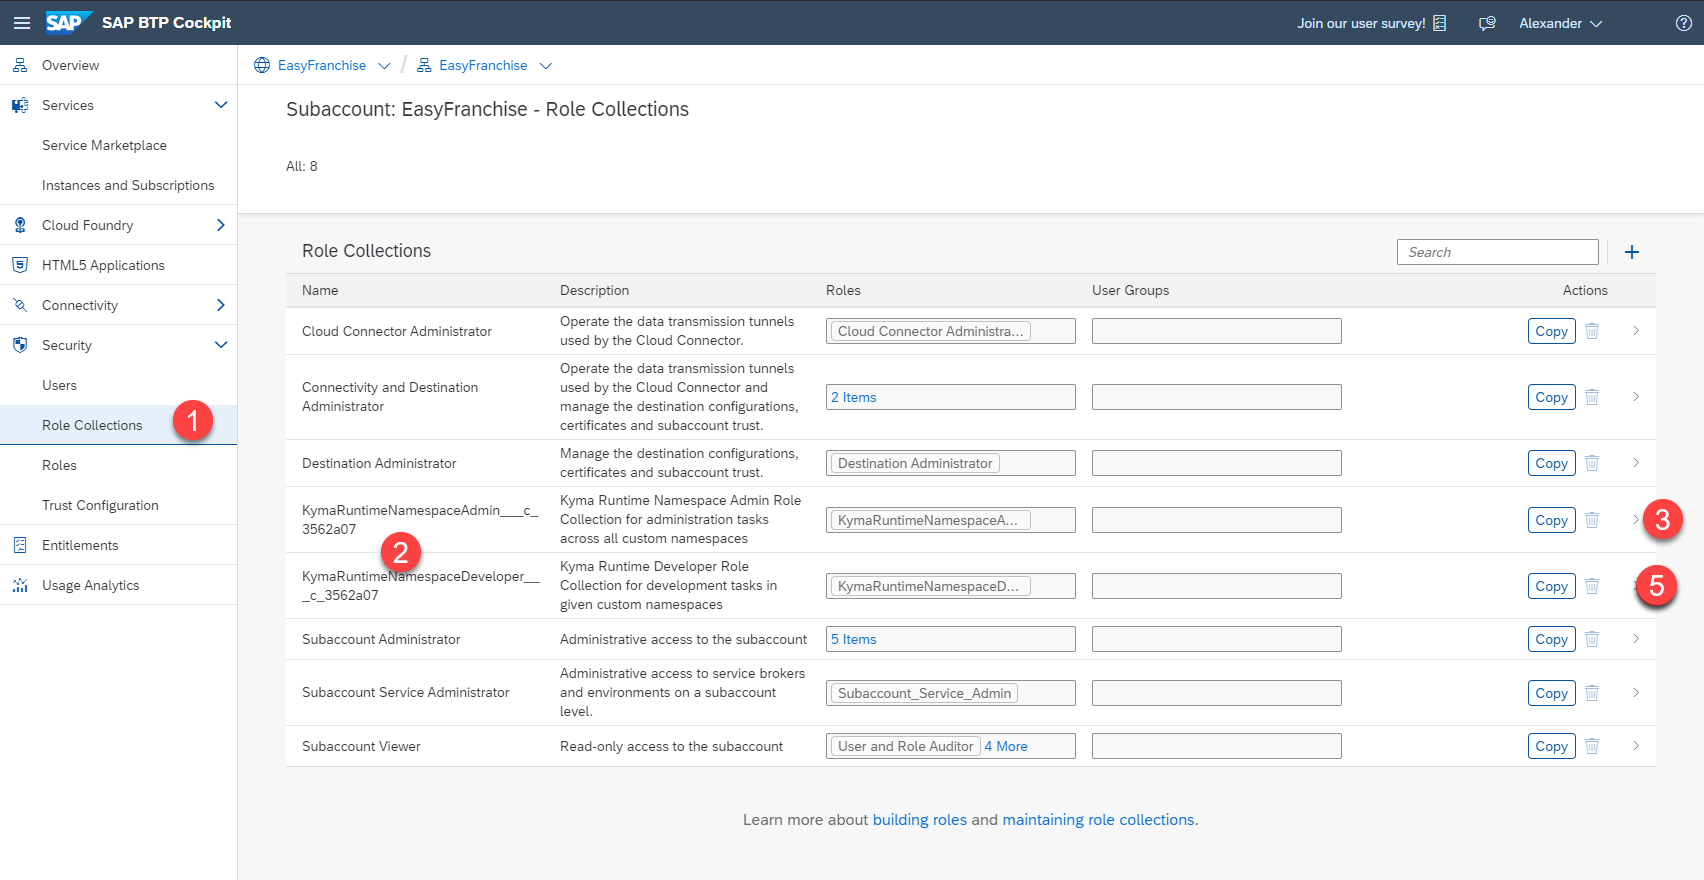 SAP SAP BTP Cockpit
Join our user survey!
Alexander
Overview
Services
Service Marketplace
Instances and Subscriptions
Cloud Foundry
HTML5 Applications
Connectivity
Security
Users
Role Collections
1
Roles
Trust Configuration
Entitlements
Usage Analytics
EasyFranchise / EasyFranchise
Subaccount: EasyFranchise - Role Collections
All: 8
Role Collections
Search
Name Description Roles User Groups Actions
Cloud Connector Administrator
Operate the data transmission tunnels
used by the Cloud Connector.
Cloud Connector Administra...
Copy
Connectivity and Destination
Administrator
Operate the data transmission tunnels
used by the Cloud Connector and
manage the destination configurations,
certificates and subaccount trust.
2 Items
Copy
Destination Administrator
Manage the destination configurations,
certificates and subaccount trust.
Destination Administrator
Copy
KymaRuntimeNamespaceAdmin___c_
3562a07
Kyma Runtime Namespace Admin Role
Collection for administration tasks
across all custom namespaces
KymaRuntimeNamespaceA...
Copy
3
2
KymaRuntimeNamespaceDeveloper__
_c_3562a07
Kyma Runtime Developer Role
Collection for development tasks in
given custom namespaces
KymaRuntimeNamespaceD...
Copy
5
Subaccount Administrator
Administrative access to the subaccount
5 Items
Copy
Subaccount Service Administrator
Administrative access to service brokers
and environments on a subaccount
level.
Subaccount_Service_Admin
Copy
Subaccount Viewer
Read-only access to the subaccount
User and Role Auditor 4 More
Copy
Learn more about building roles and maintaining role collections.